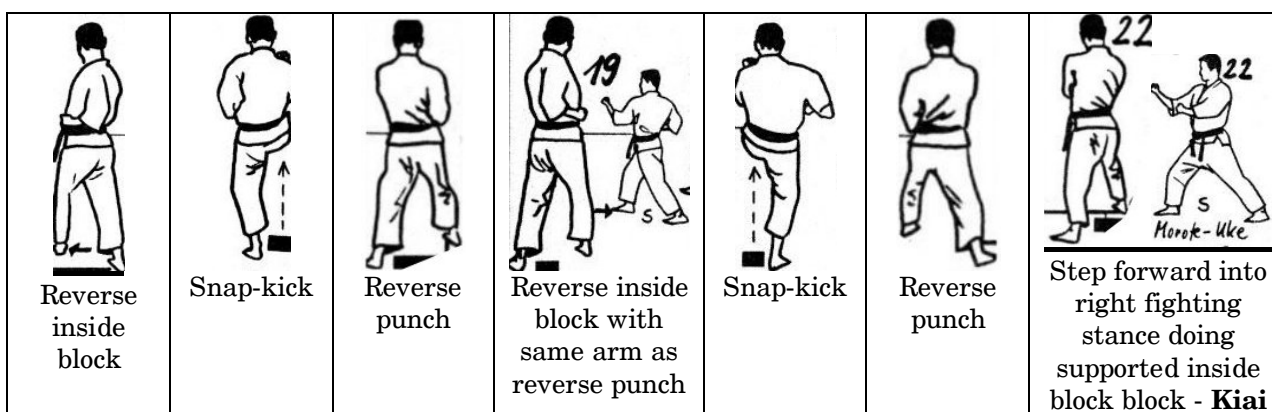 19
22
22
S
S
Morote-Uke
Reverse
inside
block
Snap-kick
Reverse
punch
Reverse inside
block with
same arm as
reverse punch
Snap-kick
Reverse
punch
Step forward into
right fighting
stance doing
supported inside
block block - Kiai